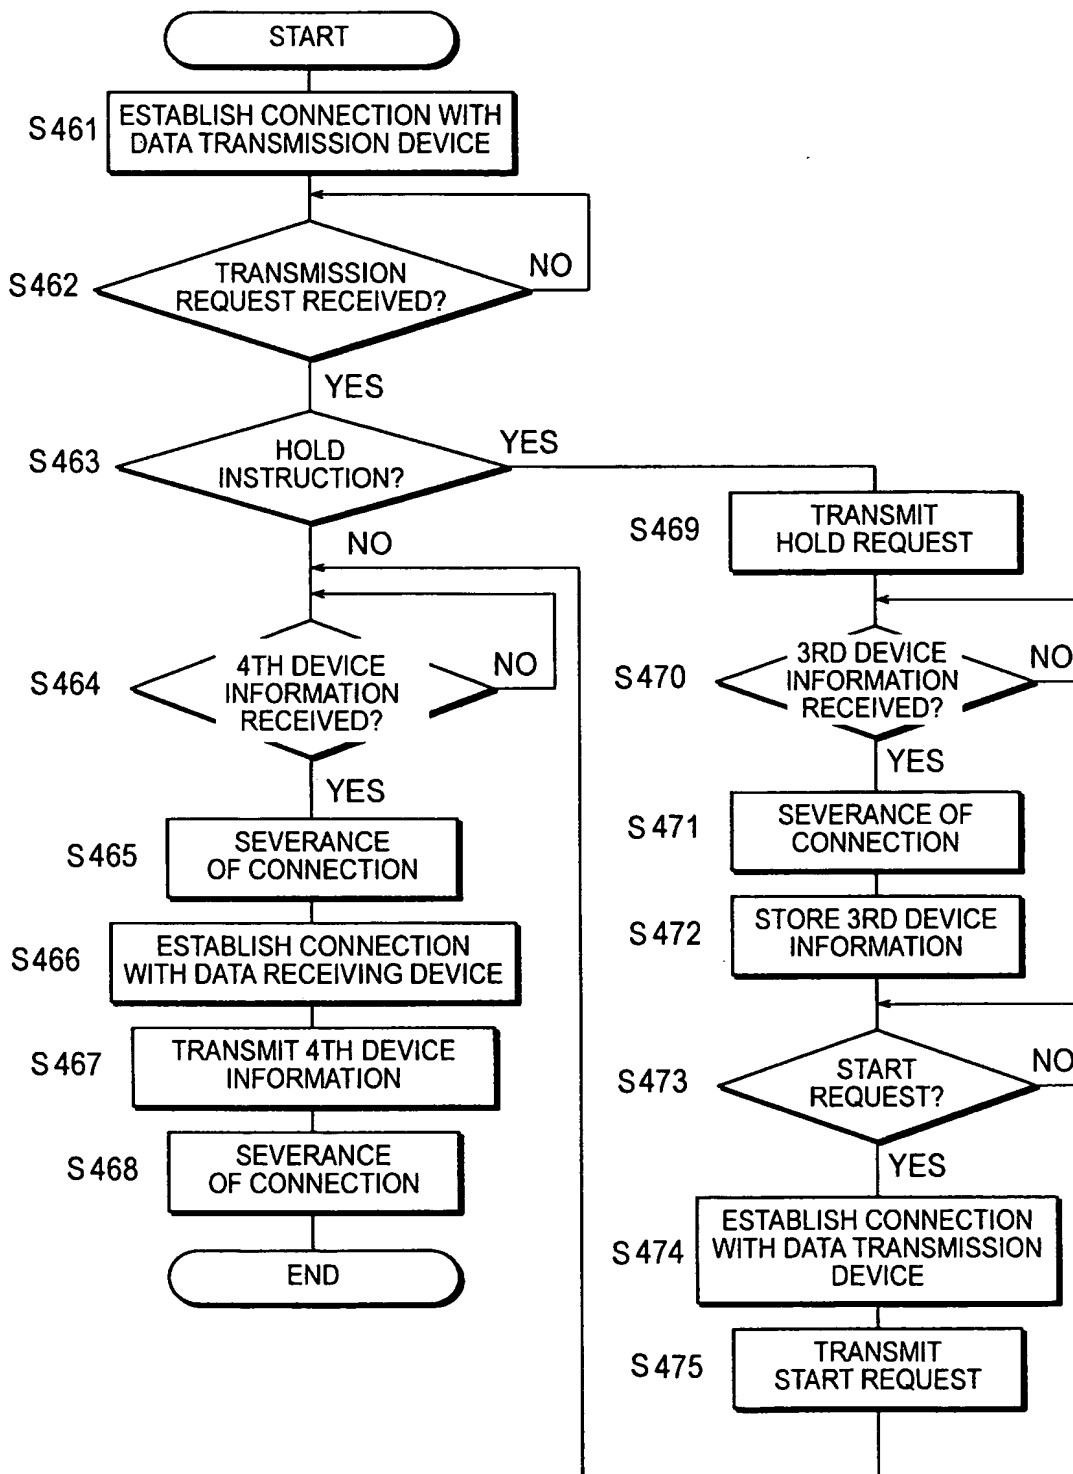 START
S461
ESTABLISH CONNECTION WITH
DATA TRANSMISSION DEVICE
S462
TRANSMISSION
REQUEST RECEIVED?
NO
YES
S463
HOLD
INSTRUCTION?
YES
NO
S464
4TH DEVICE
INFORMATION
RECEIVED?
NO
YES
S465
SEVERANCE
OF CONNECTION
S466
ESTABLISH CONNECTION
WITH DATA RECEIVING DEVICE
S467
TRANSMIT 4TH DEVICE
INFORMATION
S468
SEVERANCE
OF CONNECTION
END
S469
TRANSMIT
HOLD REQUEST
S470
3RD DEVICE
INFORMATION
RECEIVED?
NO
YES
S471
SEVERANCE OF
CONNECTION
S472
STORE 3RD DEVICE
INFORMATION
S473
START
REQUEST?
NO
YES
S474
ESTABLISH CONNECTION
WITH DATA TRANSMISSION
DEVICE
S475
TRANSMIT
START REQUEST